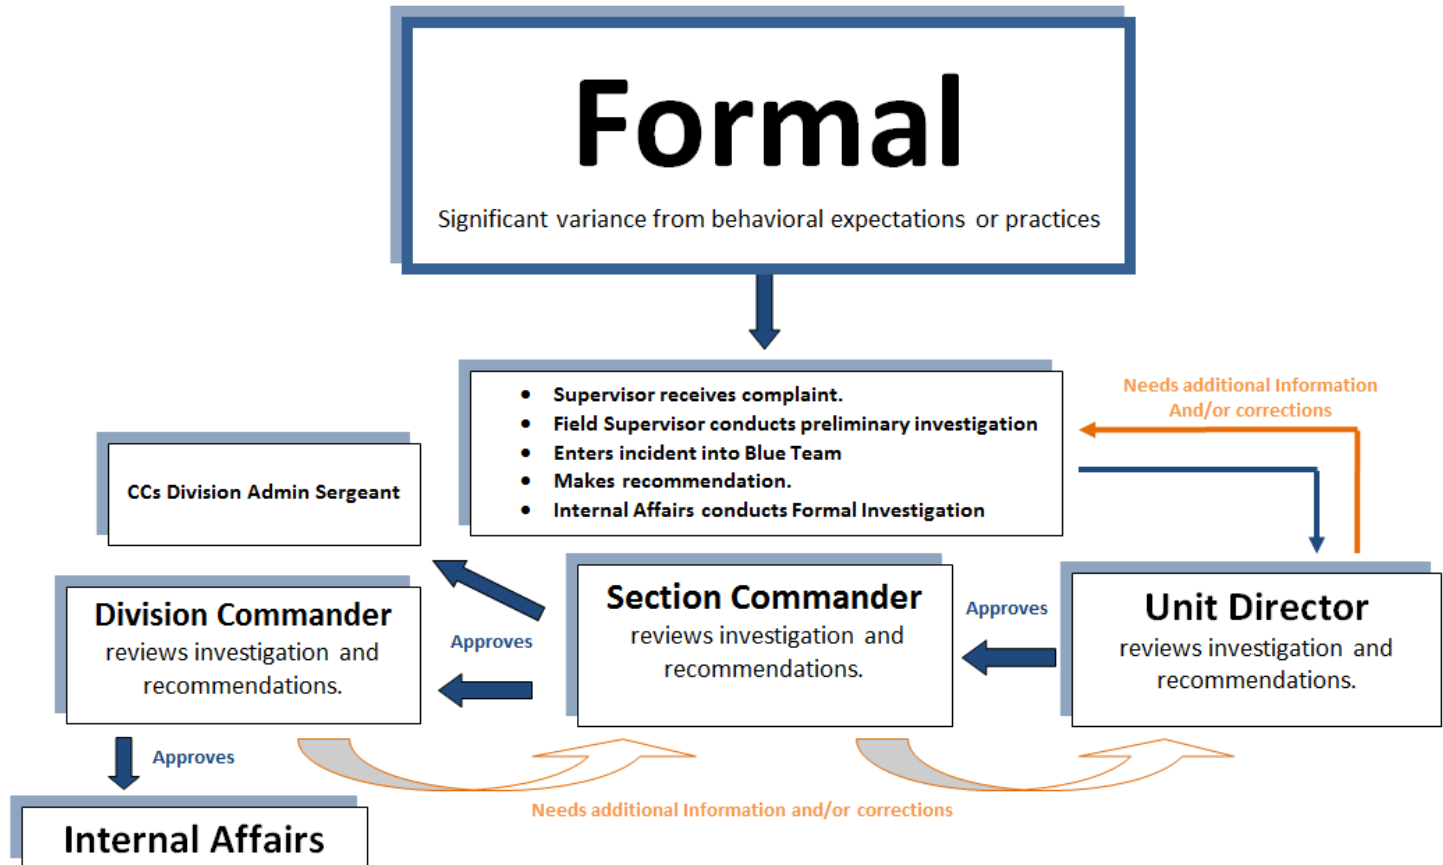 Formal
Significant variance from behavioral expectations or practices
• Supervisor receives complaint.
• Field Supervisor conducts preliminary investigation
• Enters incident into Blue Team
• Makes recommendation.
• Internal Affairs conducts Formal Investigation
Needs additional Information
And/or corrections
CCs Division Admin Sergeant
Unit Director
reviews investigation and
recommendations.
Approves
Section Commander
reviews investigation and
recommendations.
Approves
Division Commander
reviews investigation and
recommendations.
Approves
Needs additional Information and/or corrections
Internal Affairs